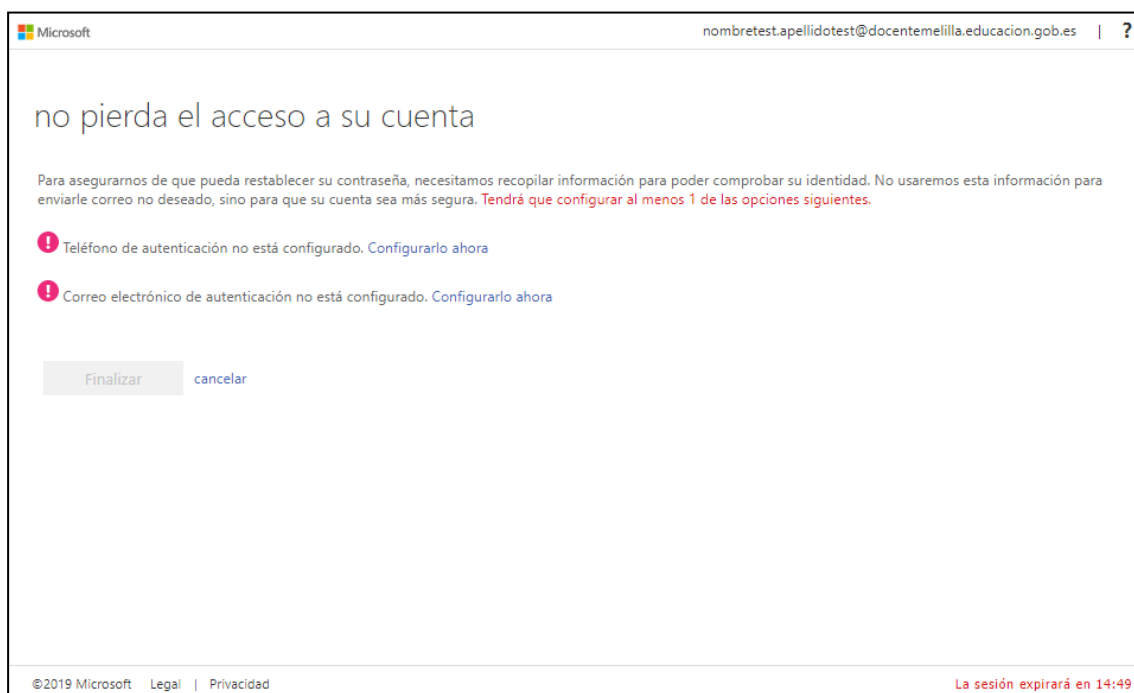 Microsoft nombretest.apellidotest@docentemelilla.educacion.gob.es | ?
no pierda el acceso a su cuenta
Para asegurarnos de que pueda restablecer su contraseña, necesitamos recopilar información para poder comprobar su identidad. No usaremos esta información para
enviarle correo no deseado, sino para que su cuenta sea más segura. Tendrá que configurar al menos 1 de las opciones siguientes.
! Teléfono de autenticación no está configurado. Configurarlo ahora
! Correo electrónico de autenticación no está configurado. Configurarlo ahora
Finalizar cancelar
©2019 Microsoft Legal | Privacidad La sesión expirará en 14:49